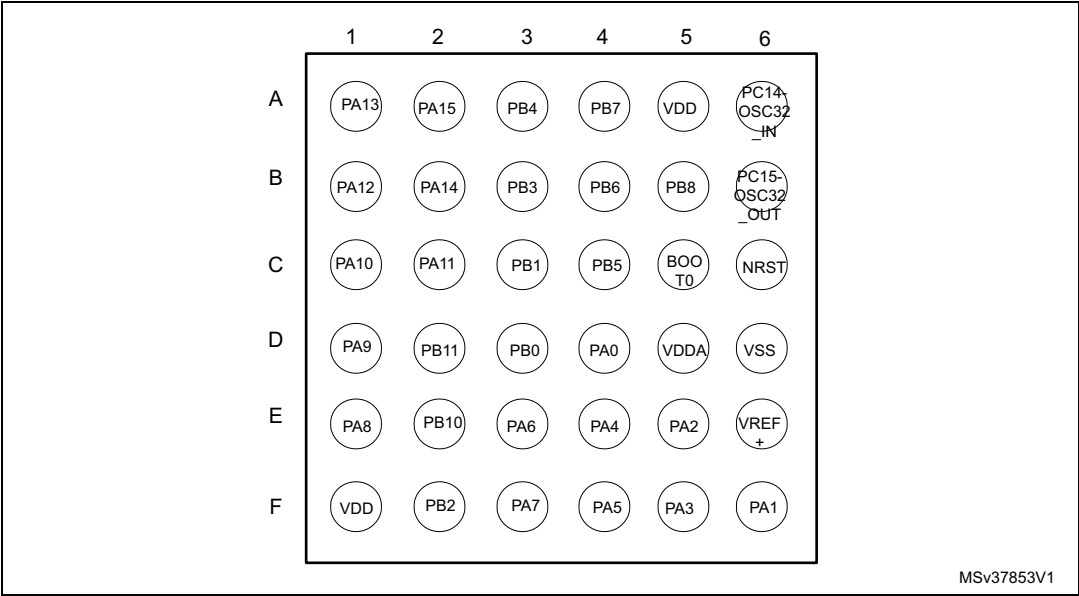 1 2 3 4 5 6
A PA13 PA15 PB4 PB7 VDD PC14-
OSC32
_IN
B PA12 PA14 PB3 PB6 PB8 PC15-
OSC32
_OUT
C PA10 PA11 PB1 PB5 BOO
T0 NRST
D PA9 PB11 PB0 PA0 VDDA VSS
E PA8 PB10 PA6 PA4 PA2 VREF
+
F VDD PB2 PA7 PA5 PA3 PA1
MSv37853V1